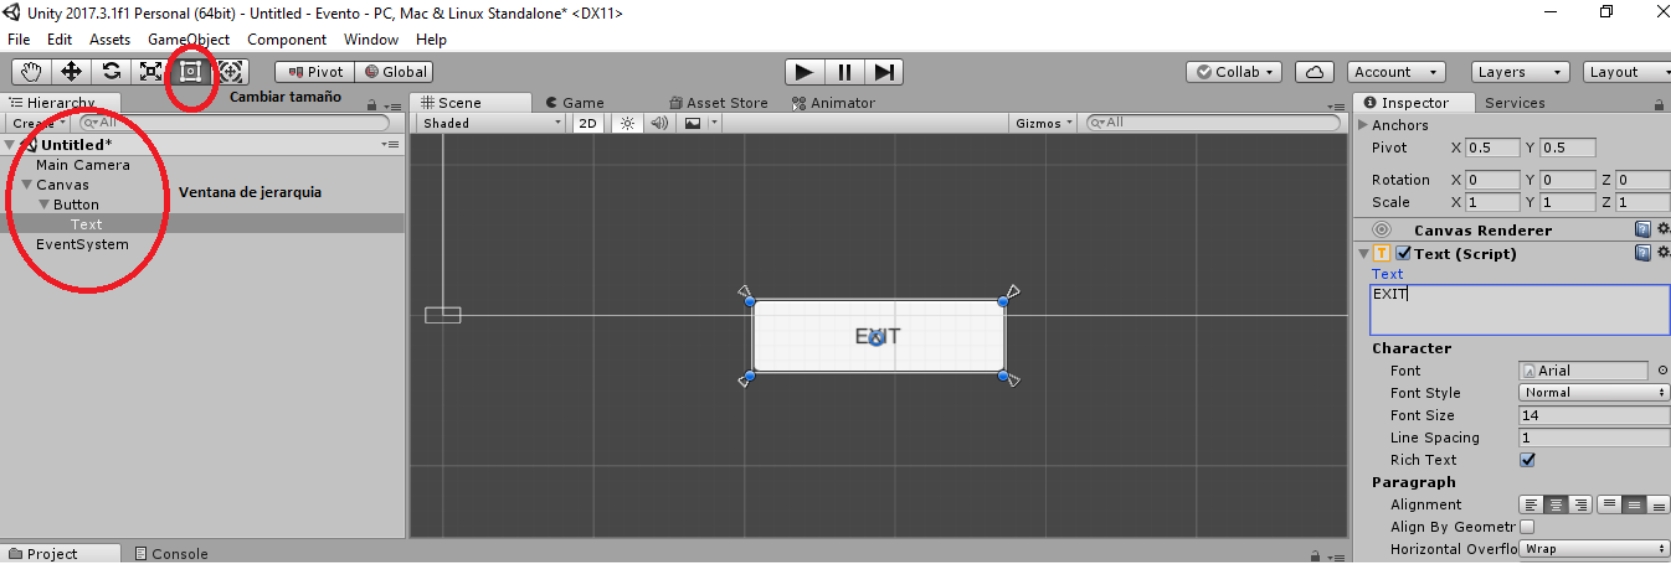 Unity 2017.3.1f1 Personal (64bit) - Untitled - Evento - PC, Mac & Linux Standalone* <DX11>
File Edit Assets GameObject Component Window Help
Pivot Global Collab Account Layers Layout
Cambiar tamaño
Hierarchy Scene Game Asset Store Animator Inspector Services
Create All Shaded 2D Gizmos All
Anchors
Untitled*
Pivot X 0.5 Y 0.5
Main Camera
Canvas
Rotation X 0 Y 0 Z 0
Ventana de jerarquia
Button
Scale X 1 Y 1 Z 1
Text
Canvas Renderer
EventSystem
Text (Script)
Text
EXIT
EXIT
Character
Font Arial
Font Style Normal
Font Size 14
Line Spacing 1
Rich Text
Paragraph
Alignment
Align By Geometr
Horizontal Overflo Wrap
Project Console